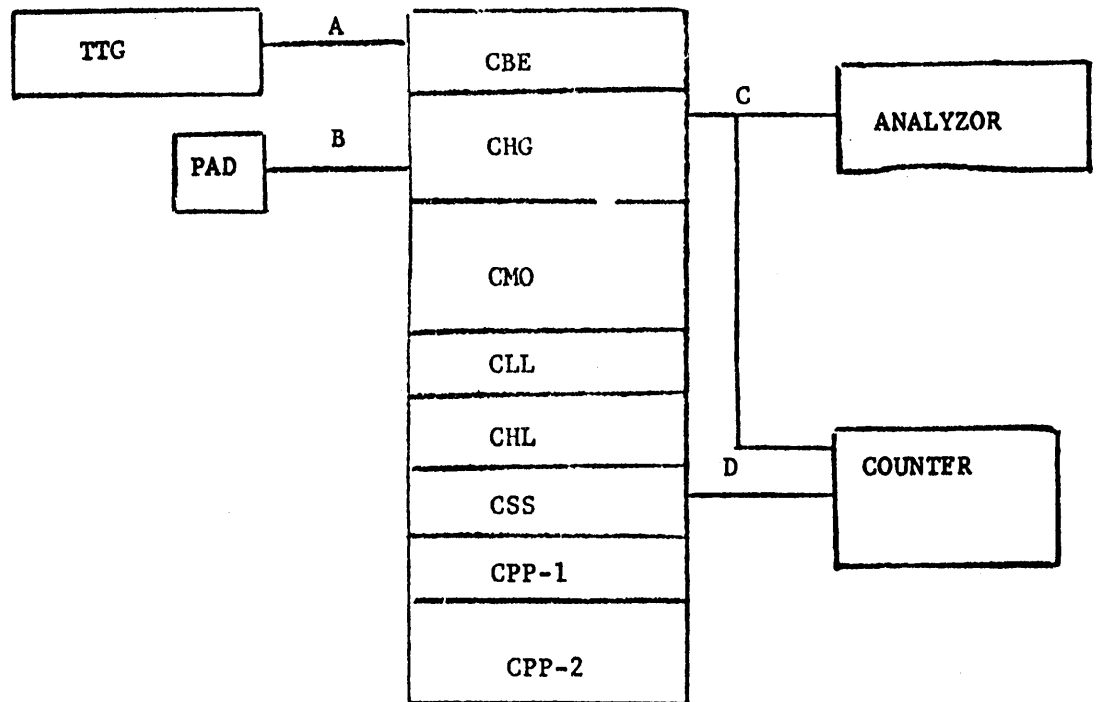 TTG
A
CBE
C
ANALYZOR
PAD
B
CHG
CMO
CLL
CHL
D
COUNTER
CSS
CPP-1
CPP-2